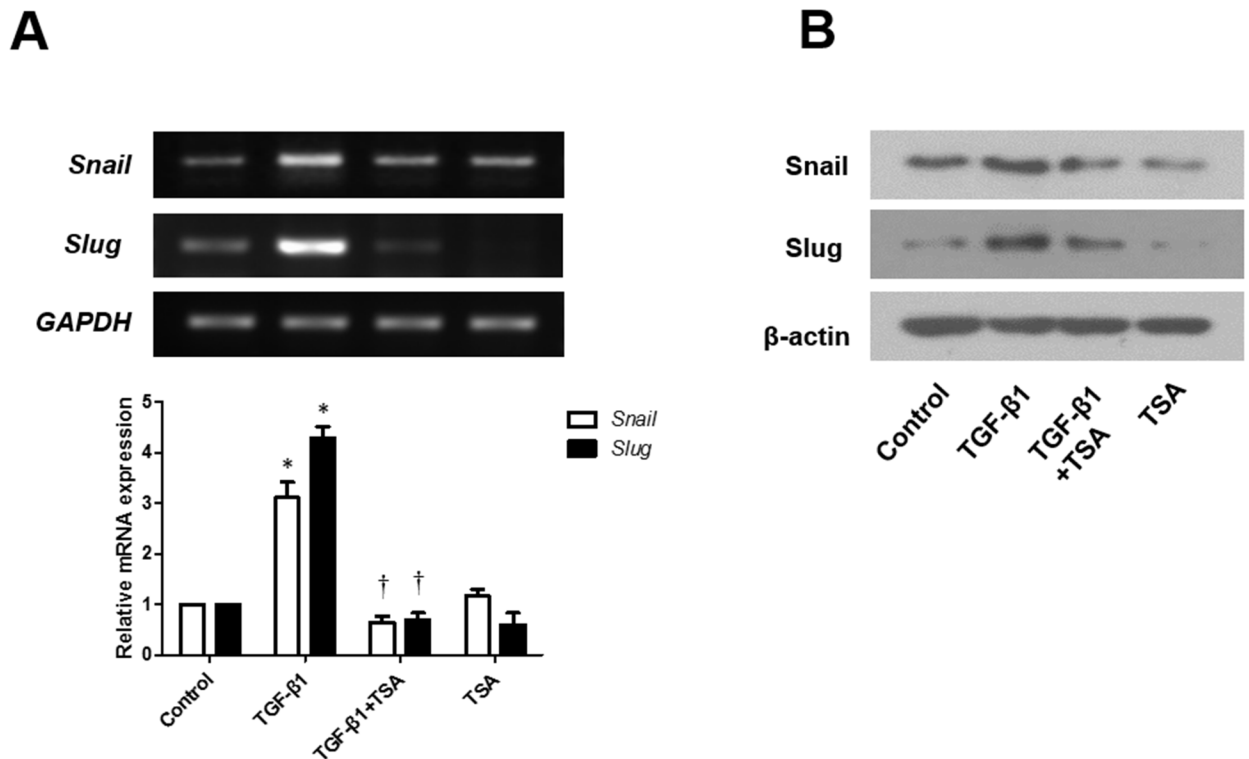 A
Snail
Slug
GAPDH
Relative mRNA expression
5
4
3
2
1
0
*
*
†
†
Snail
Slug
Control
TGF-β1
TGF-β1+TSA
TSA
B
Snail
Slug
β-actin
Control
TGF-β1
TGF-β1
+TSA
TSA